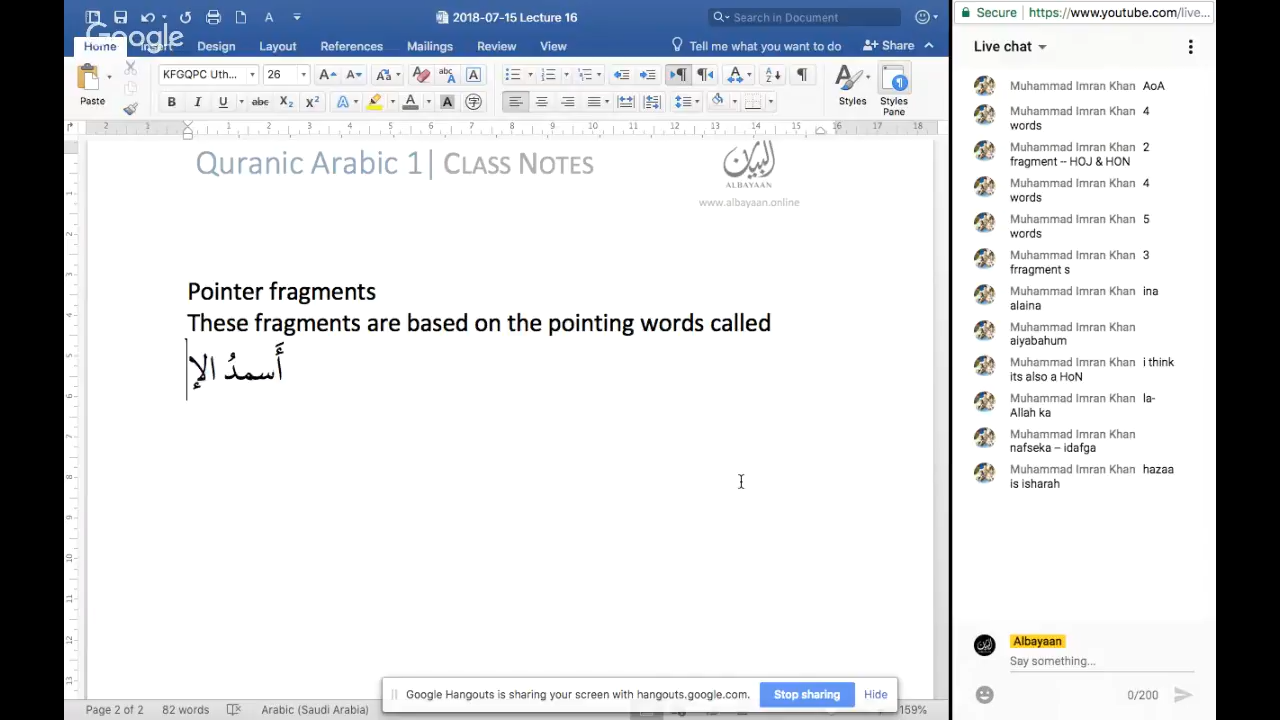 2018-07-15 Lecture 16
Search in Document
Google
Home Insert Design Layout References Mailings Review View
Tell me what you want to do
Share
Paste
KFGQPC Uth...
26
Styles
Styles Pane
Quranic Arabic 1| CLASS NOTES
البيان
ALBAYAAN
www.albayaan.online
Pointer fragments
These fragments are based on the pointing words called
أَسمدُ الإ
Google Hangouts is sharing your screen with hangouts.google.com.
Stop sharing
Hide
Page 2 of 2
82 words
Arabic (Saudi Arabia)
159%
Secure
https://www.youtube.com/live...
Live chat
Muhammad Imran Khan AoA
Muhammad Imran Khan 4
words
Muhammad Imran Khan 2
fragment -- HOJ & HON
Muhammad Imran Khan 4
words
Muhammad Imran Khan 5
words
Muhammad Imran Khan 3
frragment s
Muhammad Imran Khan ina
alaina
Muhammad Imran Khan
aiyabahum
Muhammad Imran Khan i think
its also a HoN
Muhammad Imran Khan la-
Allah ka
Muhammad Imran Khan
nafseka – idafga
Muhammad Imran Khan hazaa
is isharah
Albayaan
Say something...
0/200